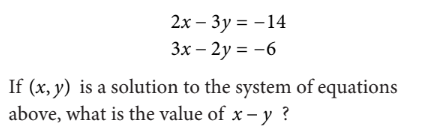 2x − 3y = −14
3x − 2y = −6
If (x, y) is a solution to the system of equations
above, what is the value of x − y ?